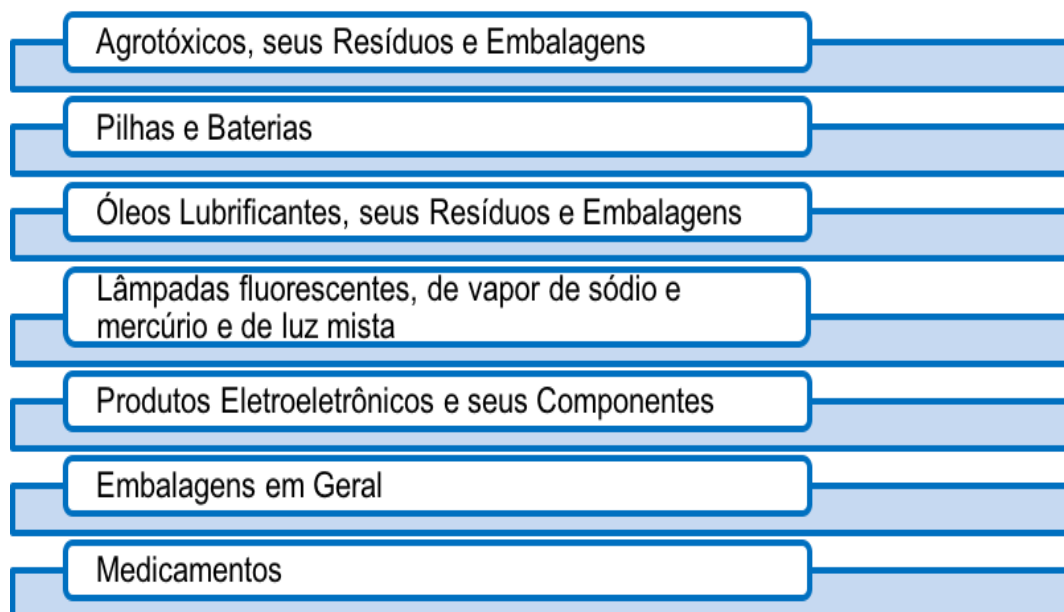 Agrotóxicos, seus Resíduos e Embalagens
Pilhas e Baterias
Óleos Lubrificantes, seus Resíduos e Embalagens
Lâmpadas fluorescentes, de vapor de sódio e
mercúrio e de luz mista
Produtos Eletroeletrônicos e seus Componentes
Embalagens em Geral
Medicamentos